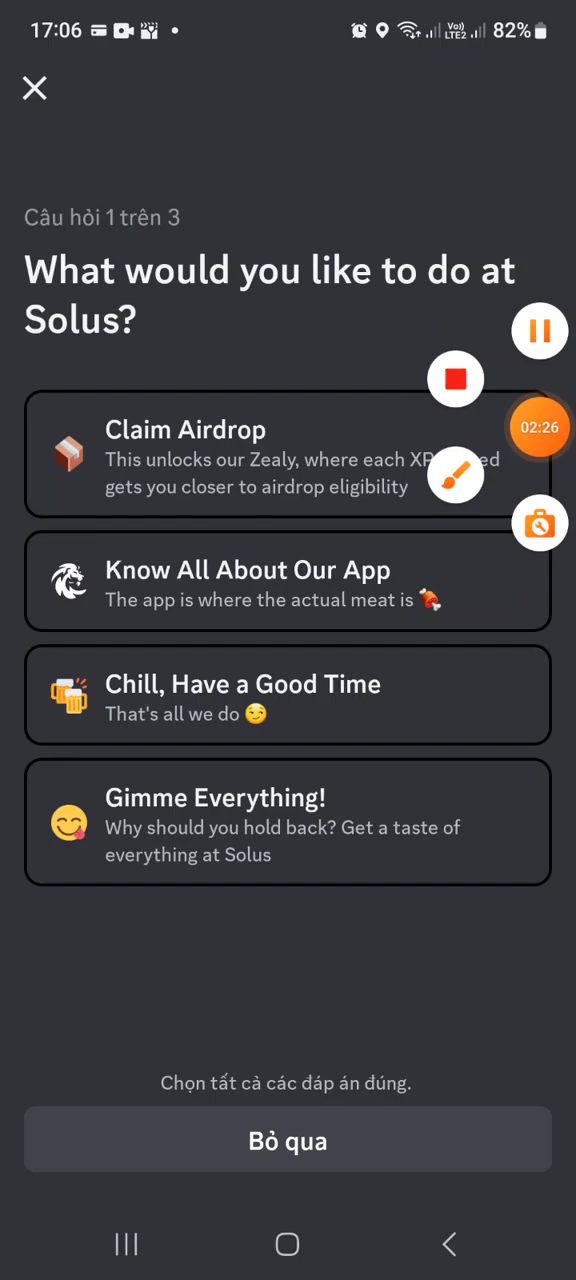 17:06 Vo)) LTE2 82%
Câu hỏi 1 trên 3
What would you like to do at
Solus?
Claim Airdrop
This unlocks our Zealy, where each XP ed
gets you closer to airdrop eligibility
02:26
Know All About Our App
The app is where the actual meat is
Chill, Have a Good Time
That's all we do
Gimme Everything!
Why should you hold back? Get a taste of
everything at Solus
Chọn tất cả các đáp án đúng.
Bỏ qua